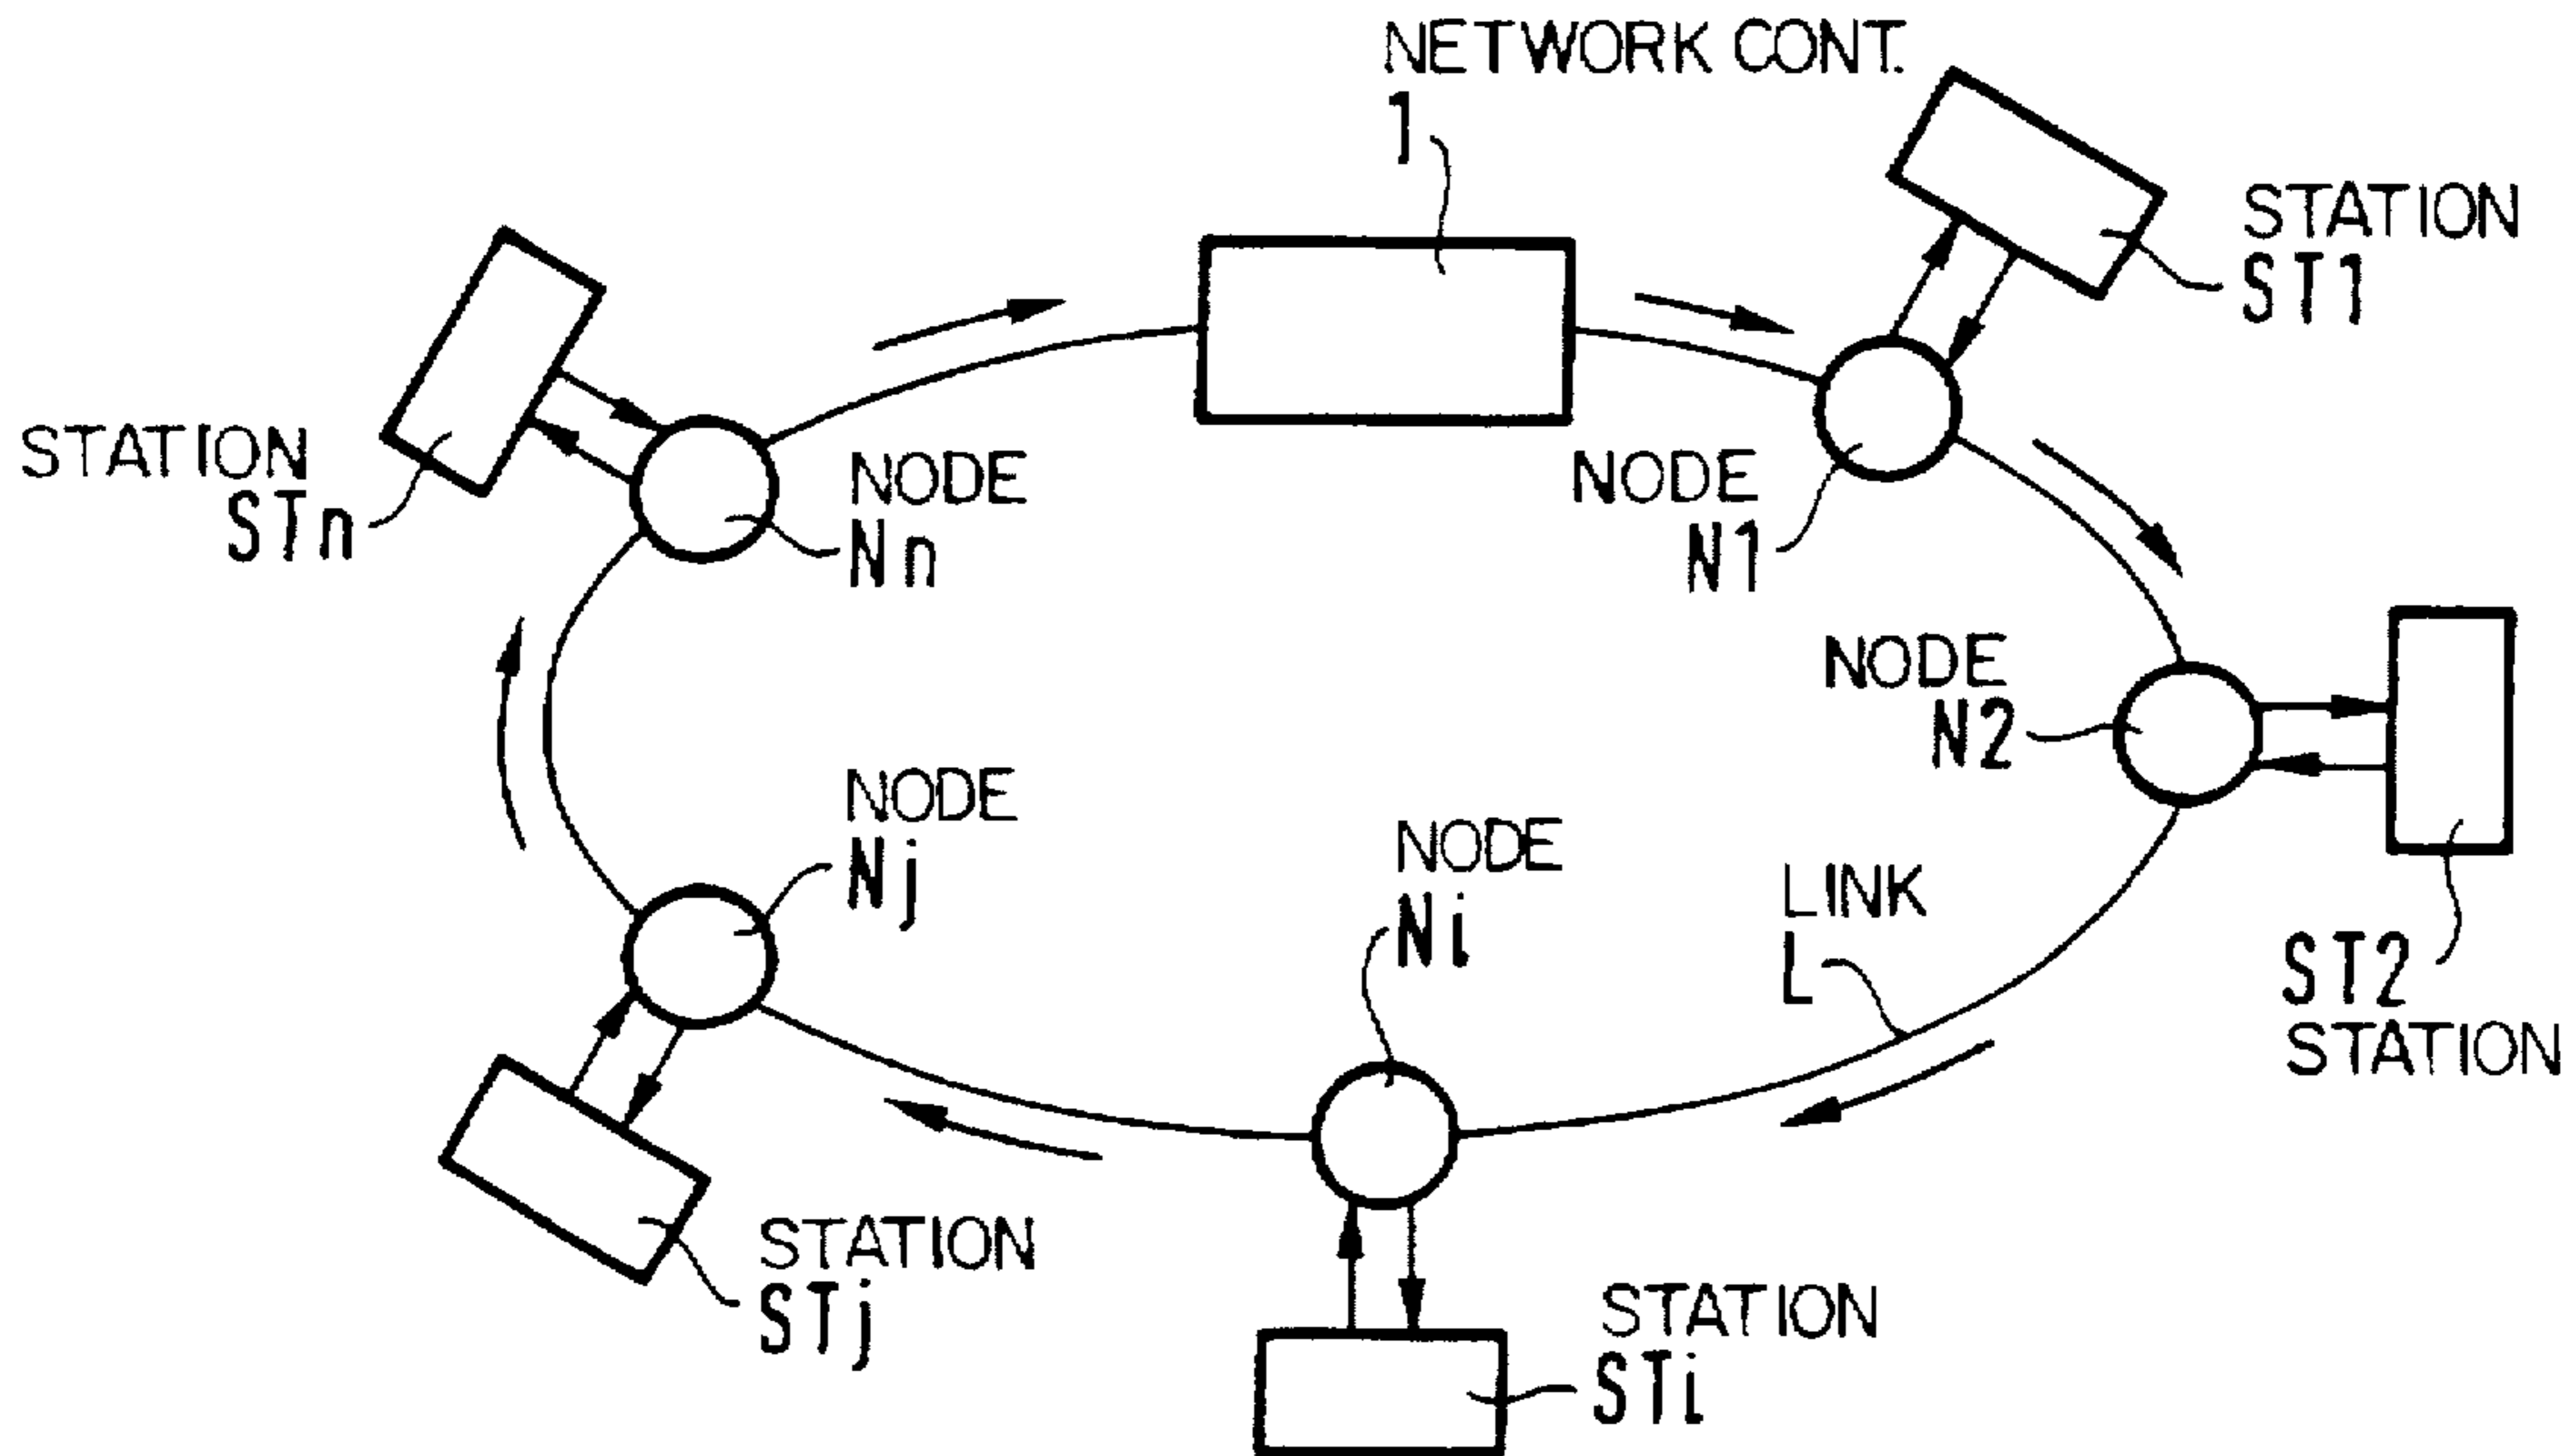 NETWORK CONT.
1
STATION
ST1
STATION
STn
NODE
Nn
NODE
N1
NODE
N2
NODE
Nj
NODE
Ni
LINK
L
ST2
STATION
STATION
STj
STATION
STi